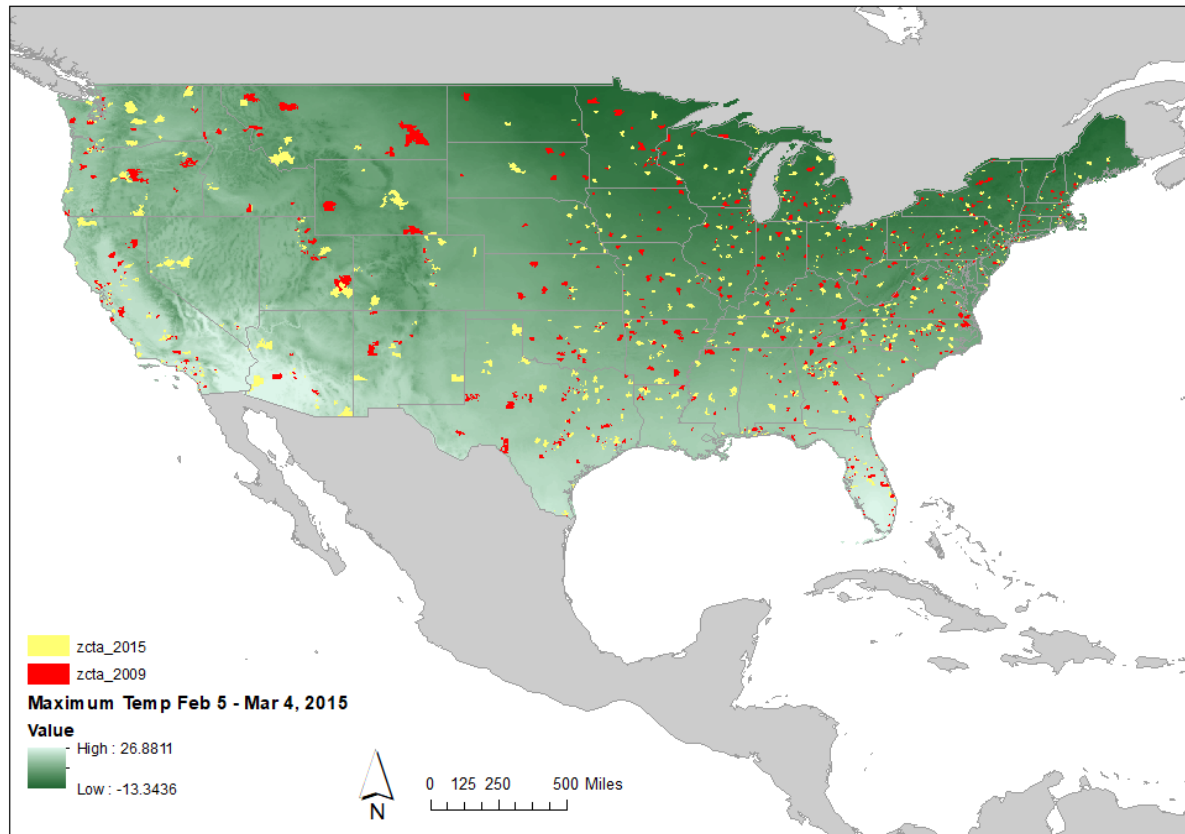 zcta_2015
zcta_2009
Maximum Temp Feb 5 - Mar 4, 2015
Value
High : 26.8811
Low : -13.3436
N
0 125 250 500 Miles